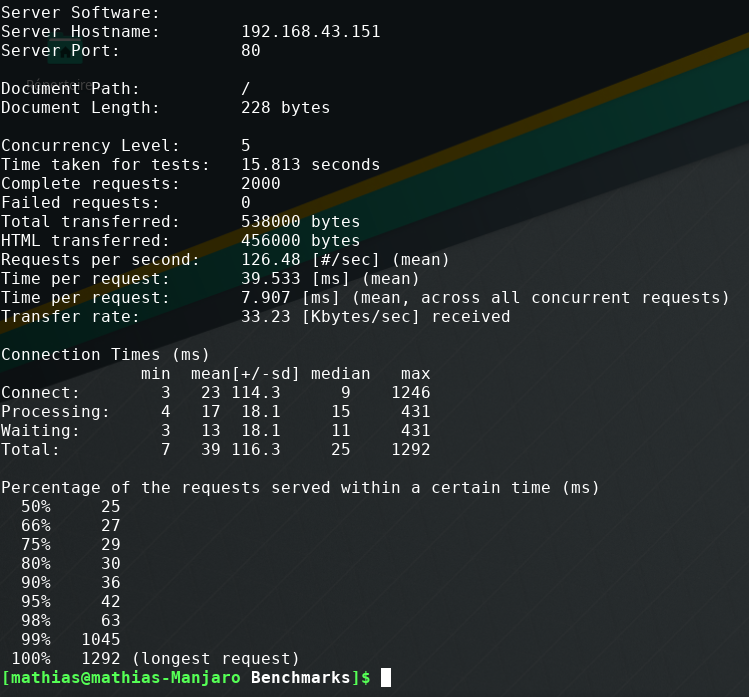 Server Software:
Server Hostname:        192.168.43.151
Server Port:            80
Répertoire
Document Path:          /
Document Length:        228 bytes
Concurrency Level:      5
Time taken for tests:   15.813 seconds
Complete requests:      2000
Failed requests:        0
Total transferred:      538000 bytes
HTML transferred:       456000 bytes
Requests per second:    126.48 [#/sec] (mean)
Time per request:       39.533 [ms] (mean)
Time per request:       7.907 [ms] (mean, across all concurrent requests)
Transfer rate:          33.23 [Kbytes/sec] received
Connection Times (ms)
              min  mean[+/-sd] median   max
Connect:        3   23 114.3      9    1246
Processing:     4   17  18.1     15     431
Waiting:        3   13  18.1     11     431
Total:          7   39 116.3     25    1292
Percentage of the requests served within a certain time (ms)
  50%     25
  66%     27
  75%     29
  80%     30
  90%     36
  95%     42
  98%     63
  99%   1045
 100%   1292 (longest request)
[mathias@mathias-Manjaro Benchmarks]$